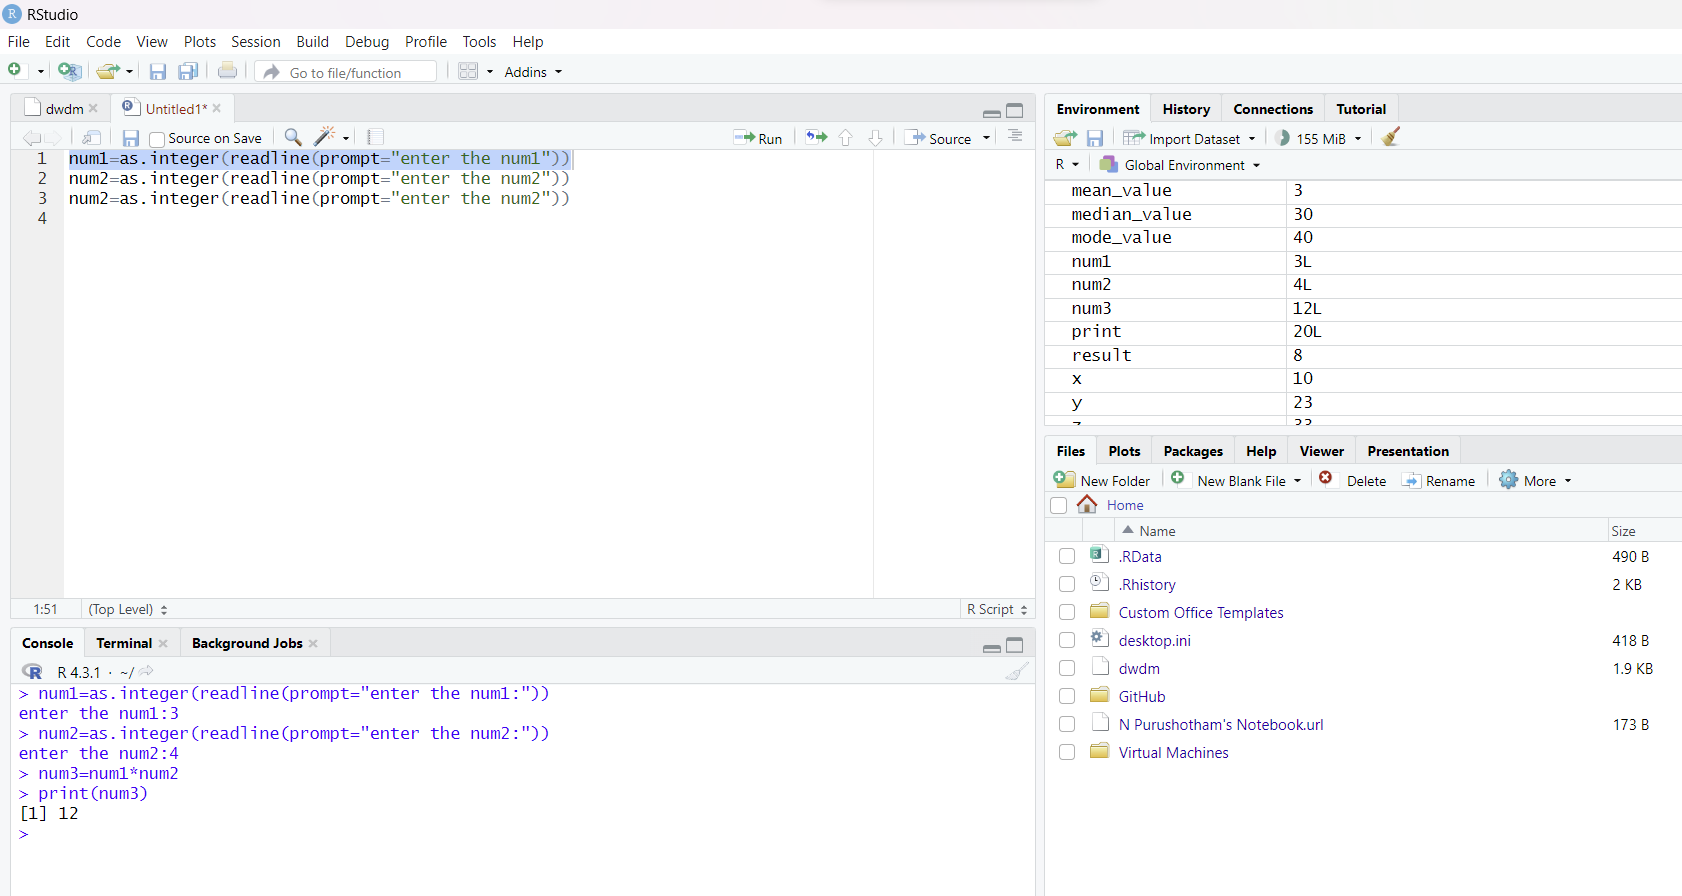 RStudio
File Edit Code View Plots Session Build Debug Profile Tools Help
Go to file/function Addins
dwdm Untitled1*
Source on Save Run Source
1 num1=as.integer(readline(prompt="enter the num1"))
2 num2=as.integer(readline(prompt="enter the num2"))
3 num2=as.integer(readline(prompt="enter the num2"))
4
1:51 (Top Level) R Script
Console Terminal Background Jobs
R 4.3.1 · ~/
> num1=as.integer(readline(prompt="enter the num1:"))
enter the num1:3
> num2=as.integer(readline(prompt="enter the num2:"))
enter the num2:4
> num3=num1*num2
> print(num3)
[1] 12
>
Environment History Connections Tutorial
Import Dataset 155 MiB
R Global Environment
mean_value 3
median_value 30
mode_value 40
num1 3L
num2 4L
num3 12L
print 20L
result 8
x 10
y 23
z 33
Files Plots Packages Help Viewer Presentation
New Folder New Blank File Delete Rename More
Home
Name Size
.RData 490 B
.Rhistory 2 KB
Custom Office Templates
desktop.ini 418 B
dwdm 1.9 KB
GitHub
N Purushotham's Notebook.url 173 B
Virtual Machines